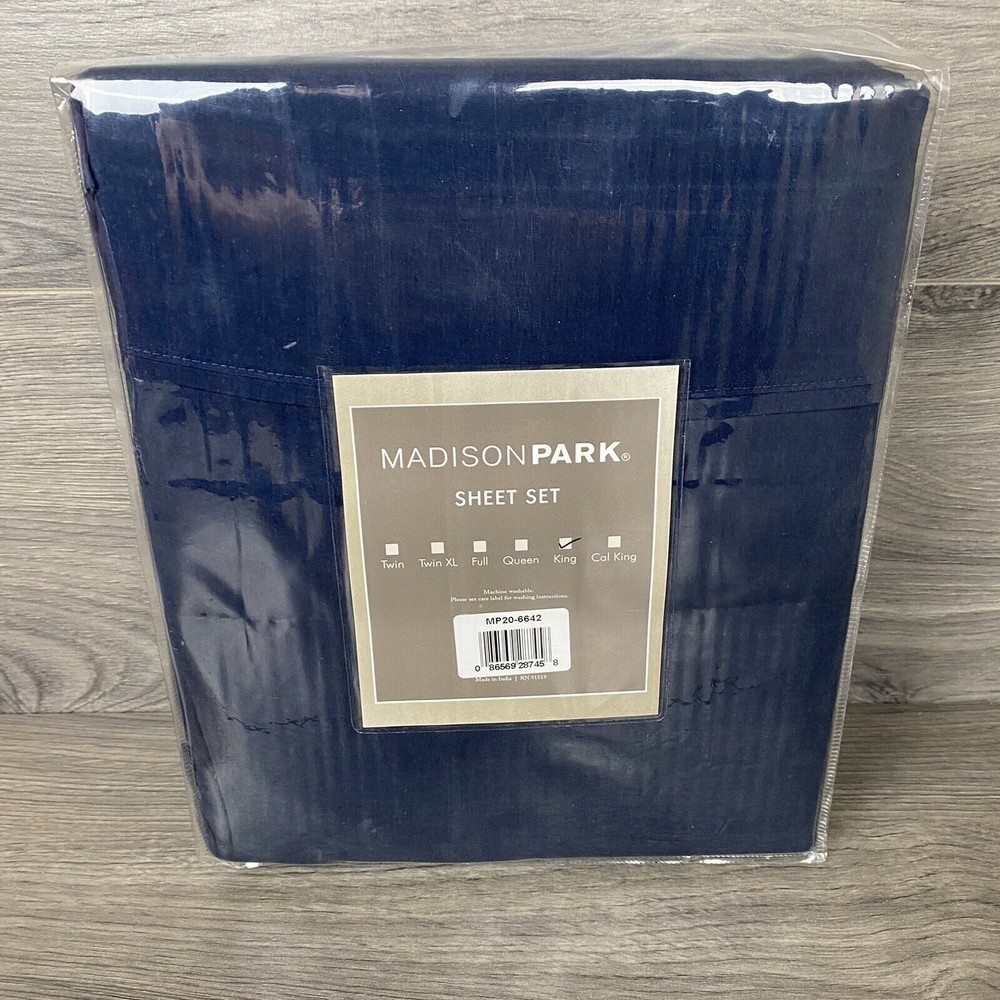 MADISONPARK®
SHEET SET
Twin Twin XL Full Queen King Cal King
Machine washable.
Please see care label for washing instructions.
MP20-6642
0 86569 28745 8
Made in India | RN 91319